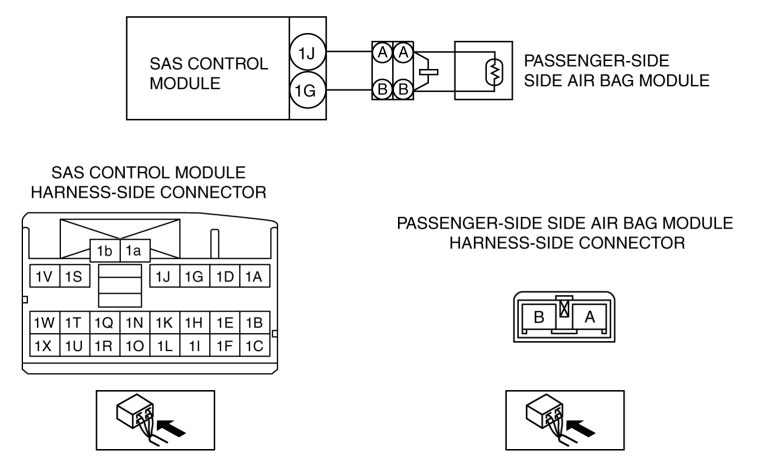 SAS CONTROL
MODULE
1J
1G
A A
B B
PASSENGER-SIDE
SIDE AIR BAG MODULE
SAS CONTROL MODULE
HARNESS-SIDE CONNECTOR
1b 1a
1V 1S 1J 1G 1D 1A
1W 1T 1Q 1N 1K 1H 1E 1B
1X 1U 1R 1O 1L 1I 1F 1C
PASSENGER-SIDE SIDE AIR BAG MODULE
HARNESS-SIDE CONNECTOR
B A